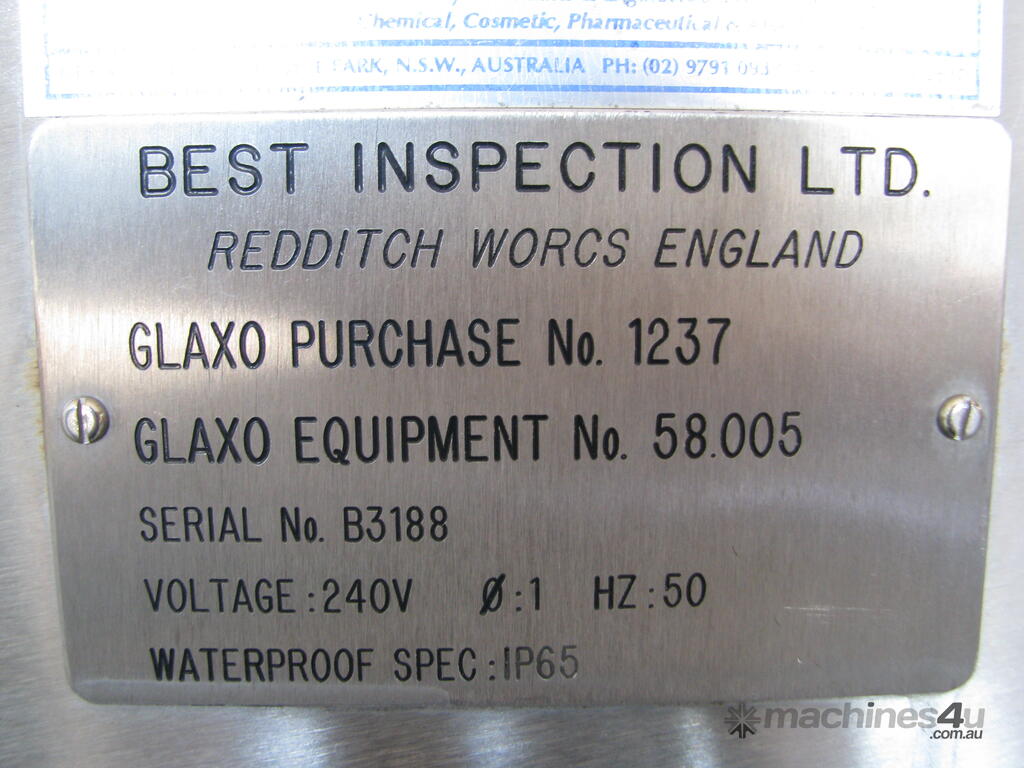 Chemical, Cosmetic, Pharmaceutical
PARK, N.S.W., AUSTRALIA PH: (02) 9791
BEST INSPECTION LTD.
REDDITCH WORCS ENGLAND
GLAXO PURCHASE No. 1237
GLAXO EQUIPMENT No. 58.005
SERIAL No. B3188
VOLTAGE : 240V Ø : 1 HZ : 50
WATERPROOF SPEC : IP65
machines4u
.com.au